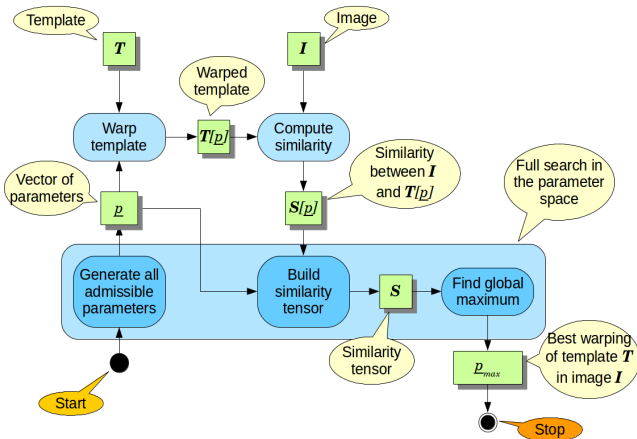 Template
T
I
Image
Warped
template
Warp
template
T[p]
Compute
similarity
Similarity
between I
and T[p]
Full search in
the parameter
space
Vector of
parameters
p
S[p]
Generate all
admissible
parameters
Build
similarity
tensor
S
Find global
maximum
Similarity
tensor
Best warping
of template T
in image I
p_max
Start
Stop